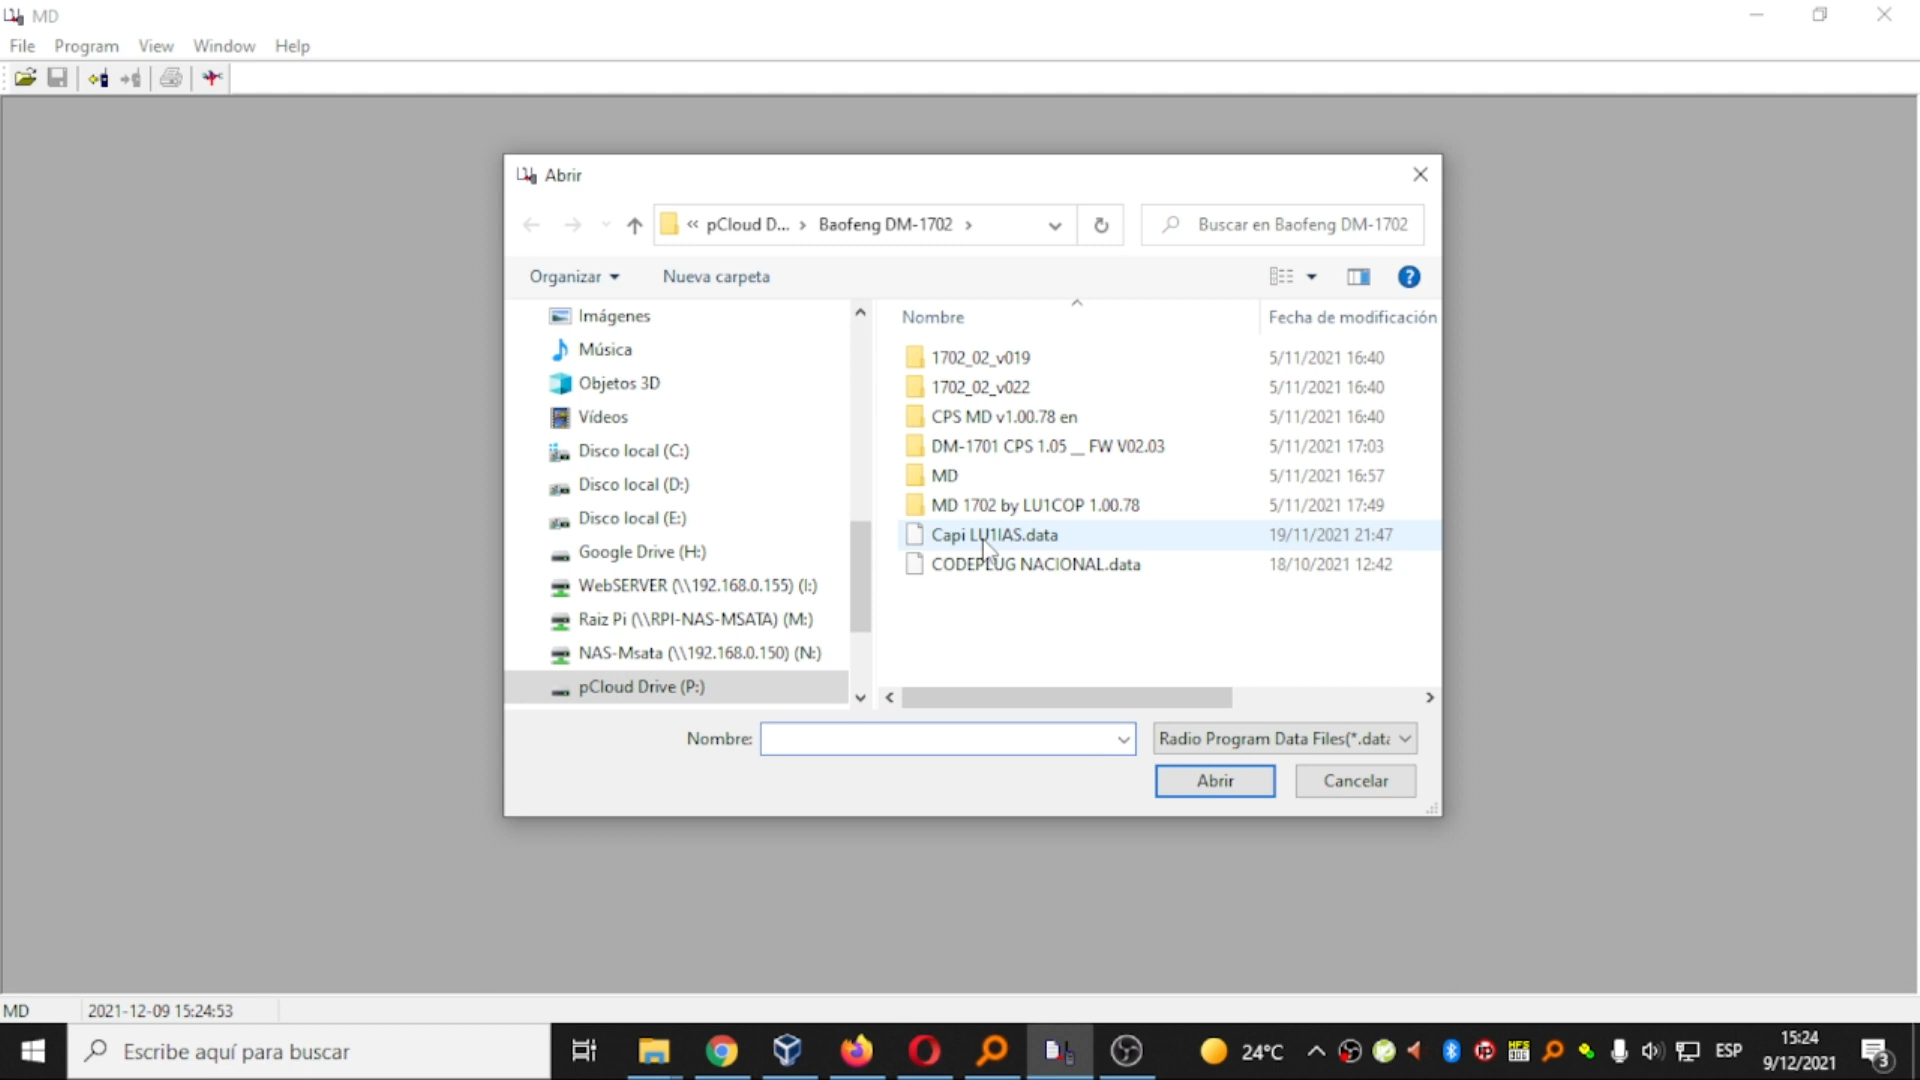 MD
File Program View Window Help
Abrir
« pCloud D... › Baofeng DM-1702 ›
Buscar en Baofeng DM-1702
Organizar
Nueva carpeta
Imágenes
Música
Objetos 3D
Vídeos
Disco local (C:)
Disco local (D:)
Disco local (E:)
Google Drive (H:)
WebSERVER (\\192.168.0.155) (I:)
Raiz Pi (\\RPI-NAS-MSATA) (M:)
NAS-Msata (\\192.168.0.150) (N:)
pCloud Drive (P:)
Nombre Fecha de modificación
1702_02_v019 5/11/2021 16:40
1702_02_v022 5/11/2021 16:40
CPS MD v1.00.78 en 5/11/2021 16:40
DM-1701 CPS 1.05 __ FW V02.03 5/11/2021 17:03
MD 5/11/2021 16:57
MD 1702 by LU1COP 1.00.78 5/11/2021 17:49
Capi LU1IAS.data 19/11/2021 21:47
CODEPLUG NACIONAL.data 18/10/2021 12:42
Nombre:
Radio Program Data Files(*.data
Abrir
Cancelar
MD 2021-12-09 15:24:53
Escribe aquí para buscar
24°C
ESP
15:24
9/12/2021
3